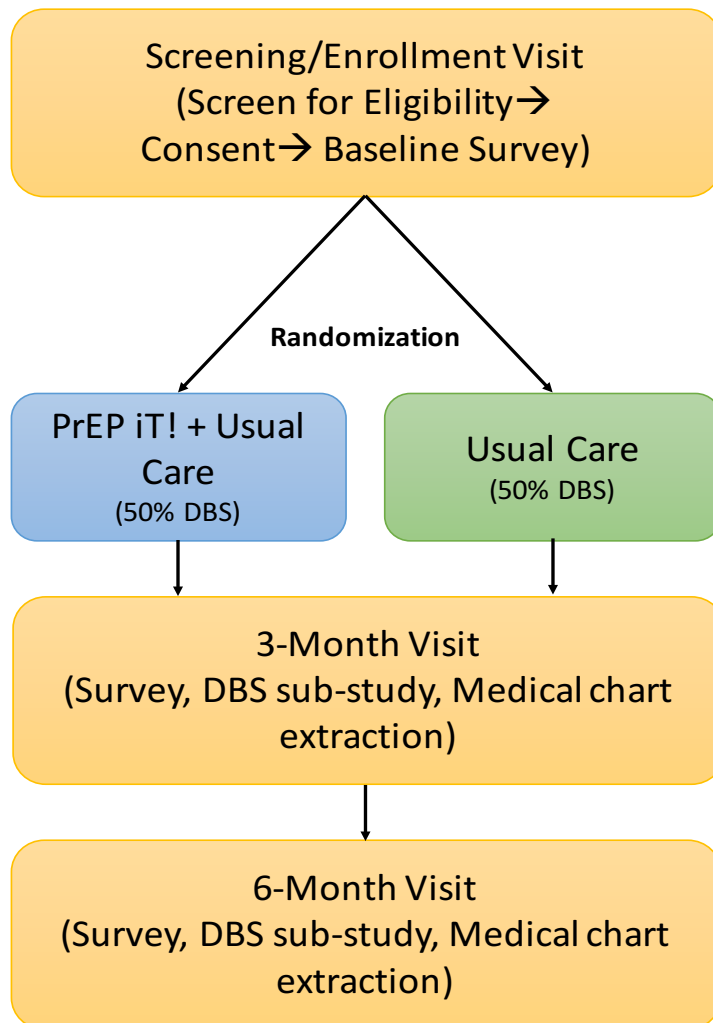 Screening/Enrollment Visit
(Screen for Eligibility→
Consent→ Baseline Survey)
Randomization
PrEP iT! + Usual
Care
(50% DBS)
Usual Care
(50% DBS)
3-Month Visit
(Survey, DBS sub-study, Medical chart
extraction)
6-Month Visit
(Survey, DBS sub-study, Medical chart
extraction)